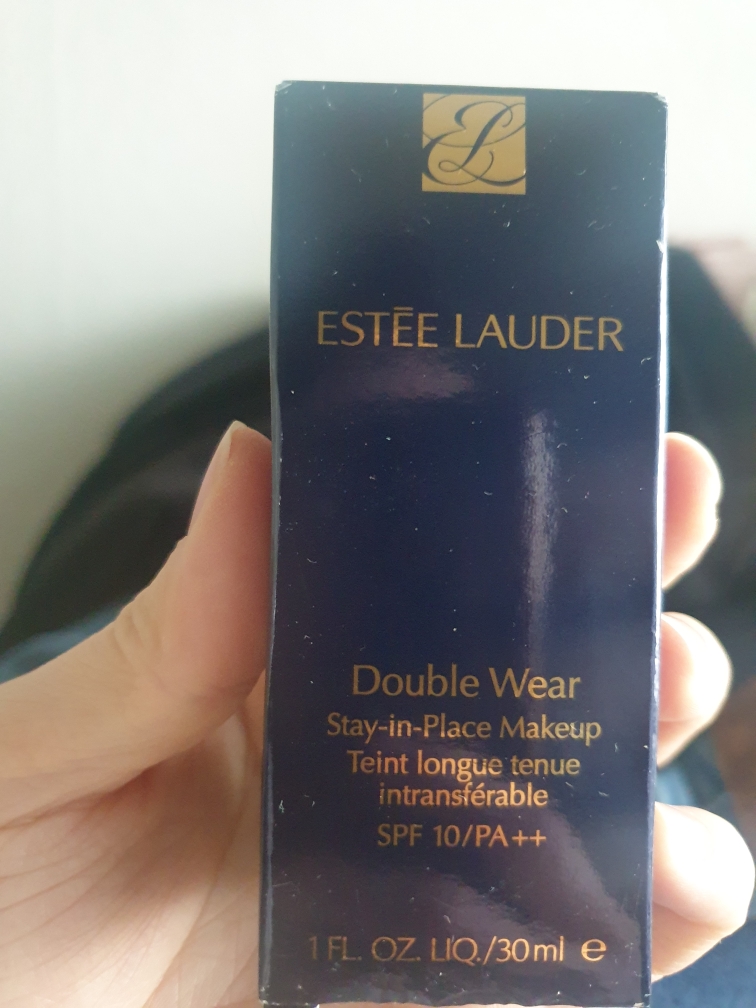 EL
ESTĒE LAUDER
Double Wear
Stay-in-Place Makeup
Teint longue tenue
intransférable
SPF 10/PA++
1 FL. OZ. LIQ./30ml ℮